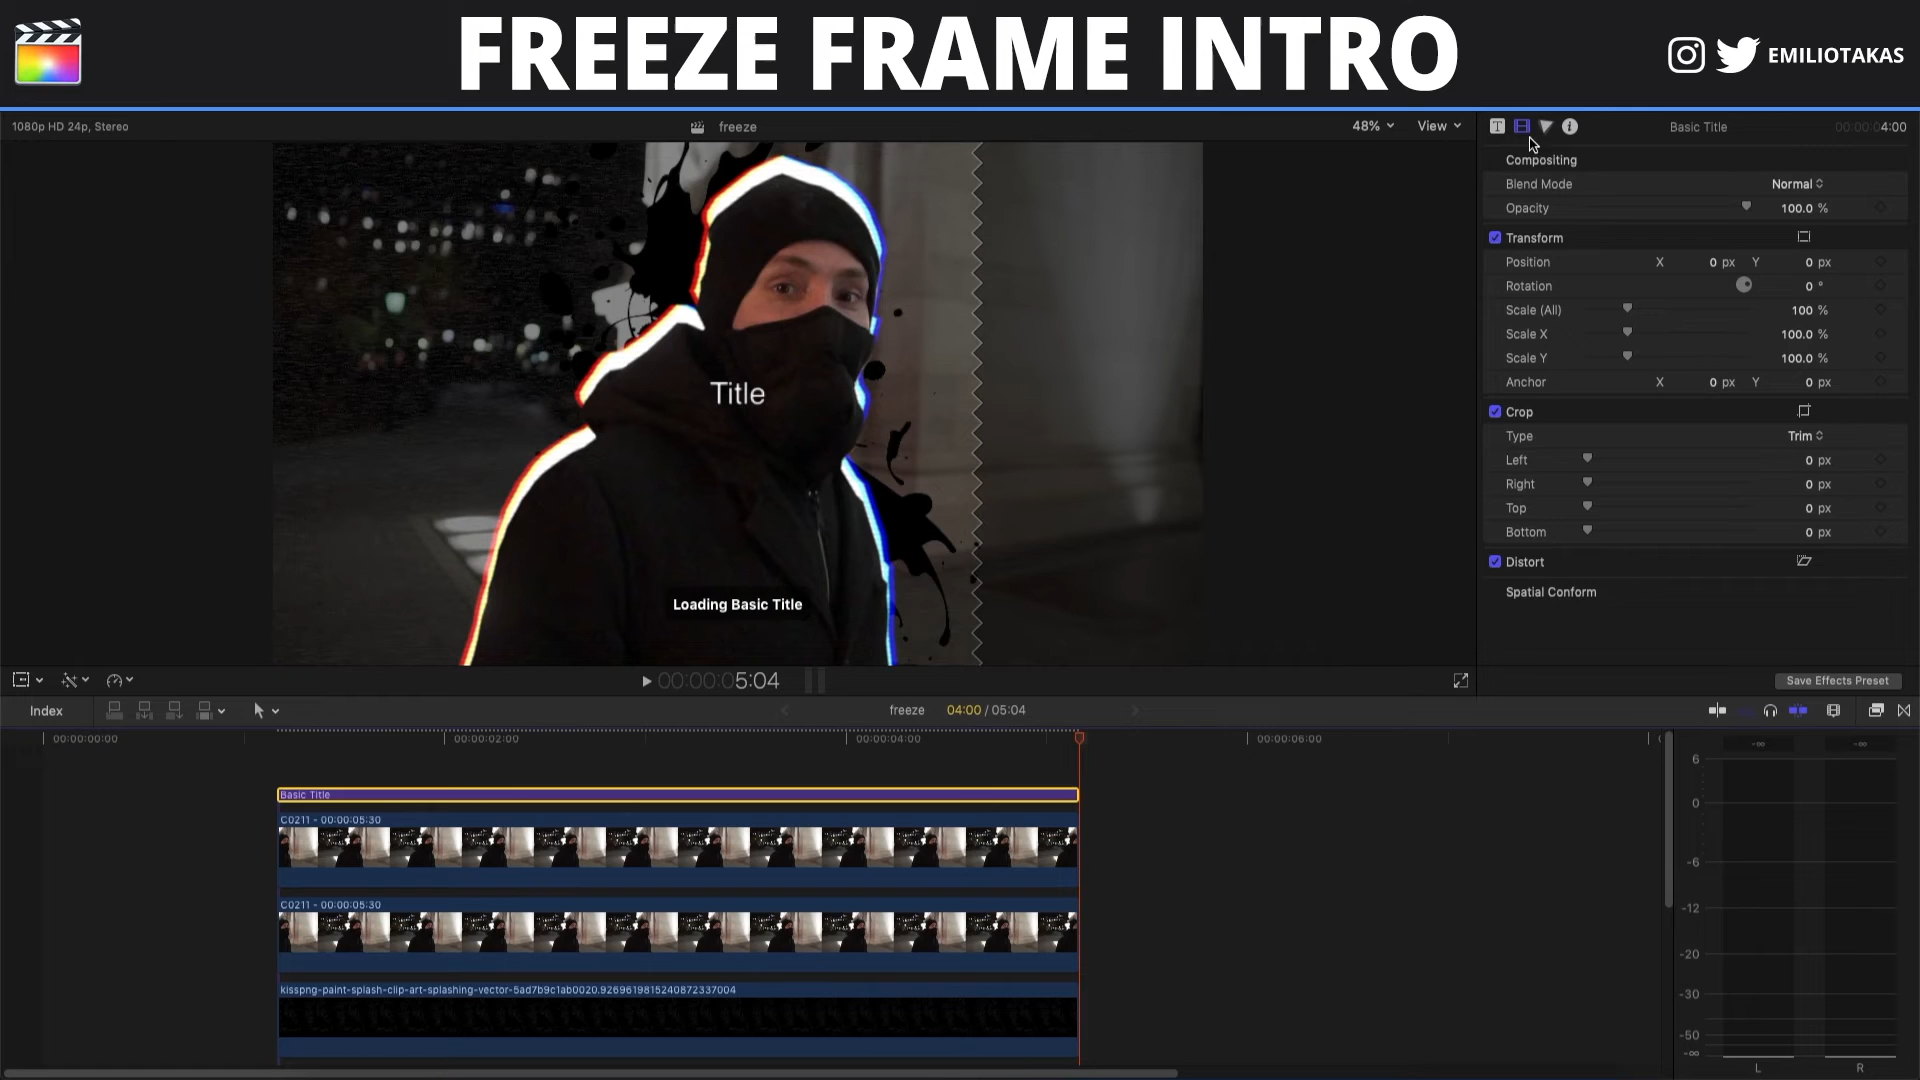 FREEZE FRAME INTRO
EMILIOTAKAS
1080p HD 24p, Stereo
freeze
48%
View
Basic Title
00:00:04:00
Compositing
Blend Mode
Normal
Opacity
100.0 %
Transform
Position X 0 px Y 0 px
Rotation 0 °
Scale (All) 100 %
Scale X 100.0 %
Scale Y 100.0 %
Anchor X 0 px Y 0 px
Crop
Type Trim
Left 0 px
Right 0 px
Top 0 px
Bottom 0 px
Distort
Spatial Conform
Title
Loading Basic Title
00:00:05:04
Save Effects Preset
Index
freeze 04:00 / 05:04
00:00:00:00
00:00:02:00
00:00:04:00
00:00:06:00
Basic Title
C0211 - 00:00:05:30
C0211 - 00:00:05:30
kisspng-paint-splash-clip-art-splashing-vector-5ad7b9c1ab0020.9269619815240872337004
-∞ -∞
6
0
-6
-12
-20
-30
-50
-∞
L R